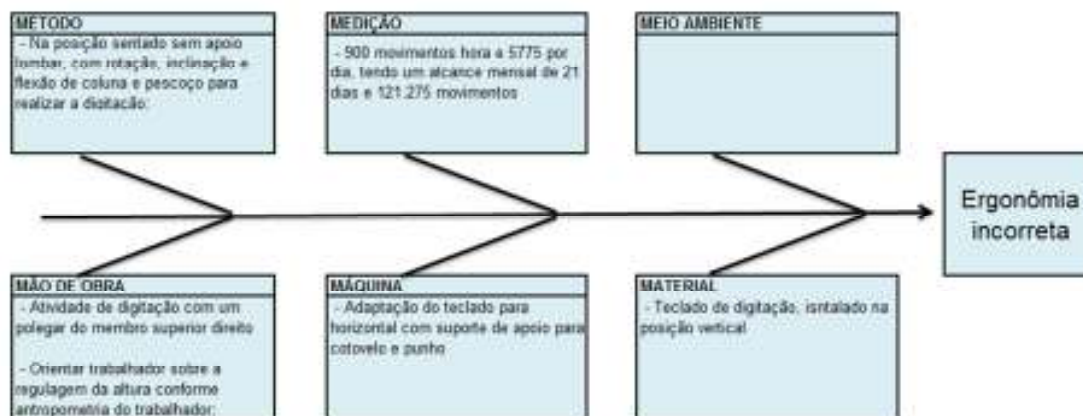 MÉTODO
- Na posição sentado sem apoio
lombar, com rotação, inclinação e
flexão de coluna e pescoço para
realizar a digitação;
MEDIÇÃO
- 900 movimentos hora e 5775 por
dia, tendo um alcance mensal de 21
dias e 121.275 movimentos
MEIO AMBIENTE
Ergonômia
incorreta
MÃO DE OBRA
- Atividade de digitação com um
polegar do membro superior direito
- Orientar trabalhador sobre a
regulagem da altura conforme
antropometria do trabalhador;
MÁQUINA
- Adaptação do teclado para
horizontal com suporte de apoio para
cotovelo e punho
MATERIAL
- Teclado de digitação, isntalado na
posição vertical